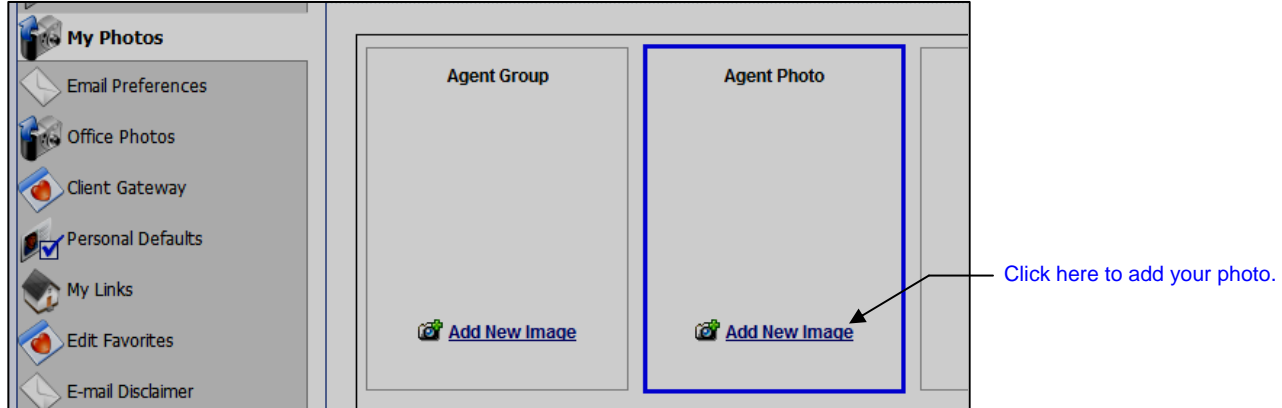 My Photos
Email Preferences
Office Photos
Client Gateway
Personal Defaults
My Links
Edit Favorites
E-mail Disclaimer
Agent Group
Add New Image
Agent Photo
Add New Image
Click here to add your photo.